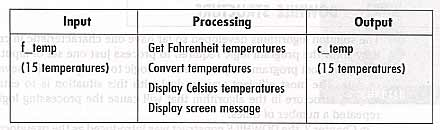 Input Processing Output
f_temp Get Fahrenheit temperatures c_temp
(15 temperatures) Convert temperatures (15 temperatures)
Display Celsius temperatures
Display screen message